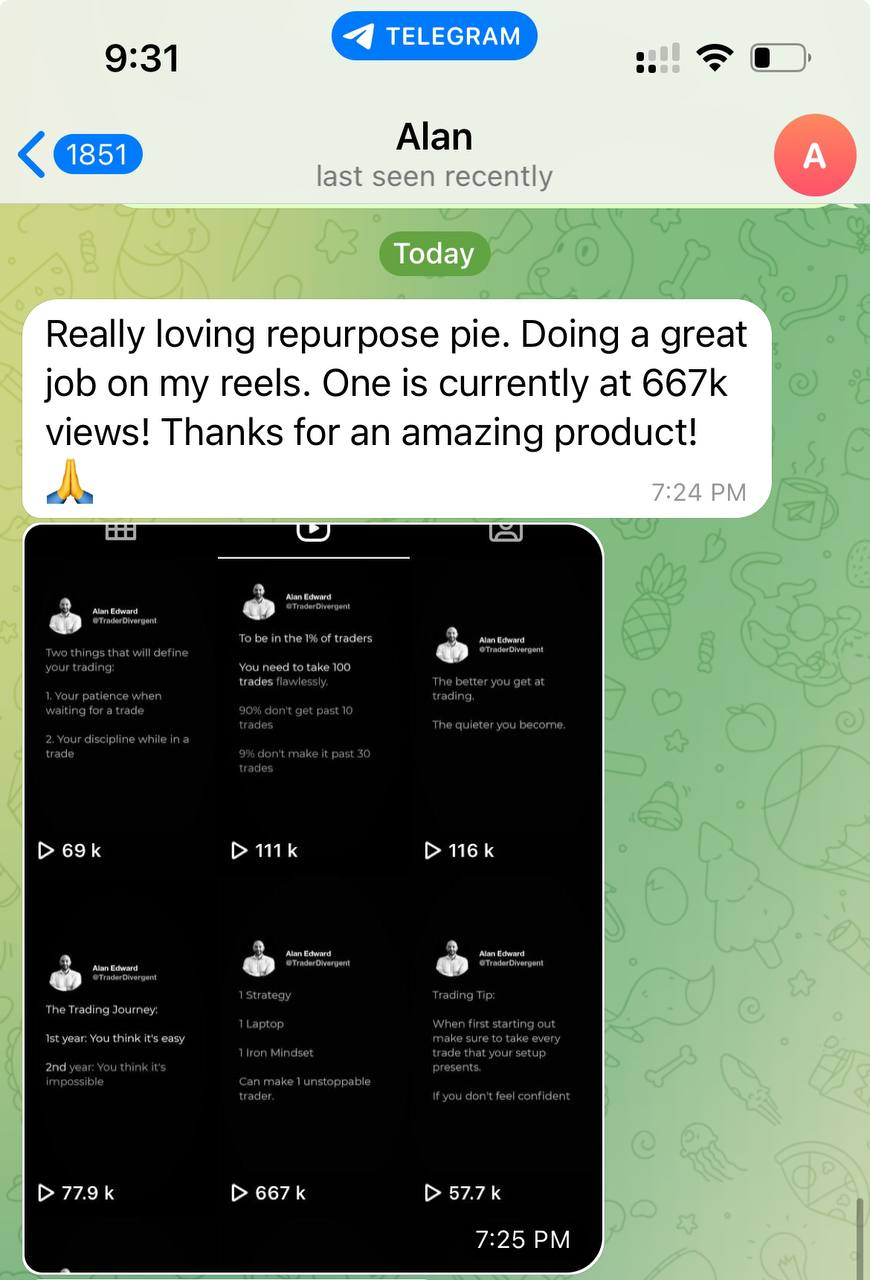 9:31
TELEGRAM
1851
Alan
last seen recently
A
Today
Really loving repurpose pie. Doing a great
job on my reels. One is currently at 667k
views! Thanks for an amazing product!
🙏
7:24 PM
Alan Edward
@TraderDivergent
Two things that will define
your trading:
1. Your patience when
waiting for a trade
2. Your discipline while in a
trade
69 k
Alan Edward
@TraderDivergent
To be in the 1% of traders
You need to take 100
trades flawlessly.
90% don't get past 10
trades
9% don't make it past 30
trades
111 k
Alan Edward
@TraderDivergent
The better you get at
trading.
The quieter you become.
116 k
Alan Edward
@TraderDivergent
The Trading Journey:
1st year: You think it's easy
2nd year: You think it's
impossible
77.9 k
Alan Edward
@TraderDivergent
1 Strategy
1 Laptop
1 Iron Mindset
Can make 1 unstoppable
trader.
667 k
Alan Edward
@TraderDivergent
Trading Tip:
When first starting out
make sure to take every
trade that your setup
presents.
If you don't feel confident
57.7 k
7:25 PM